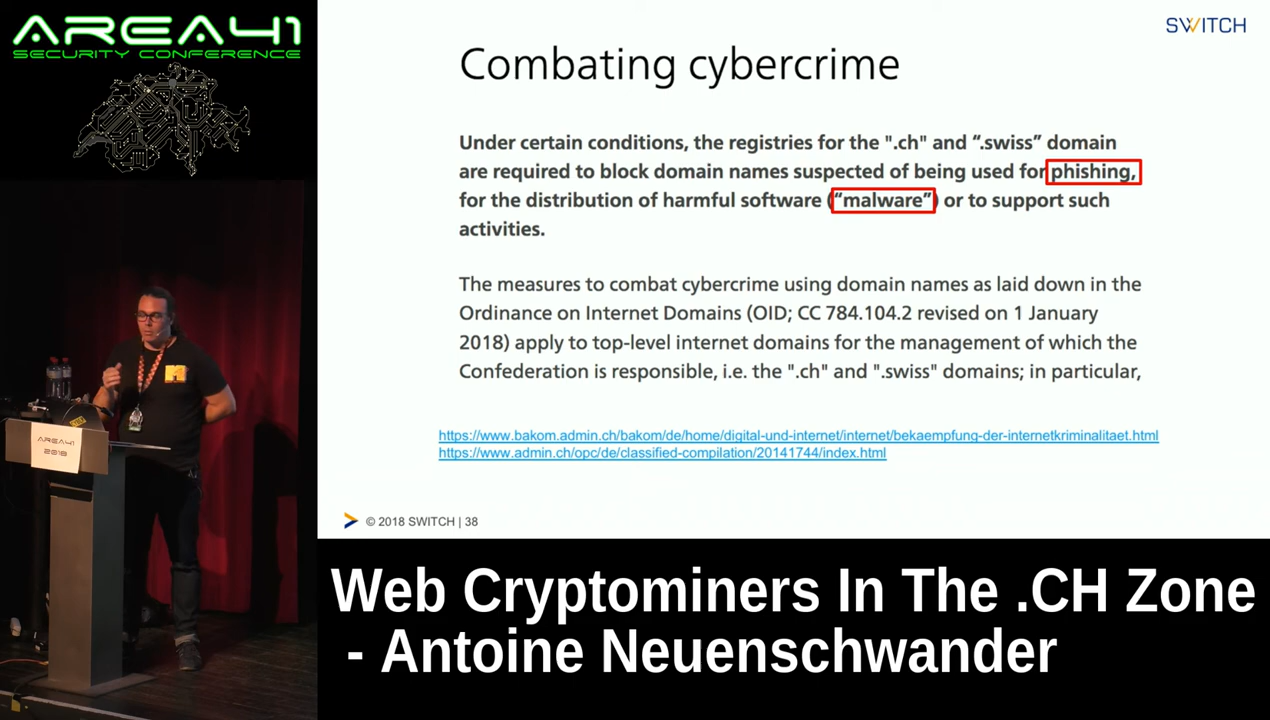 AREA41
SECURITY CONFERENCE
SWITCH
Combating cybercrime
Under certain conditions, the registries for the ".ch" and “.swiss” domain
are required to block domain names suspected of being used for phishing,
for the distribution of harmful software (“malware”) or to support such
activities.
The measures to combat cybercrime using domain names as laid down in the
Ordinance on Internet Domains (OID; CC 784.104.2 revised on 1 January
2018) apply to top-level internet domains for the management of which the
Confederation is responsible, i.e. the ".ch" and ".swiss" domains; in particular,
https://www.bakom.admin.ch/bakom/de/home/digital-und-internet/internet/bekaempfung-der-internetkriminalitaet.html
https://www.admin.ch/opc/de/classified-compilation/20141744/index.html
© 2018 SWITCH | 38
AREA41
2018
Web Cryptominers In The .CH Zone
- Antoine Neuenschwander